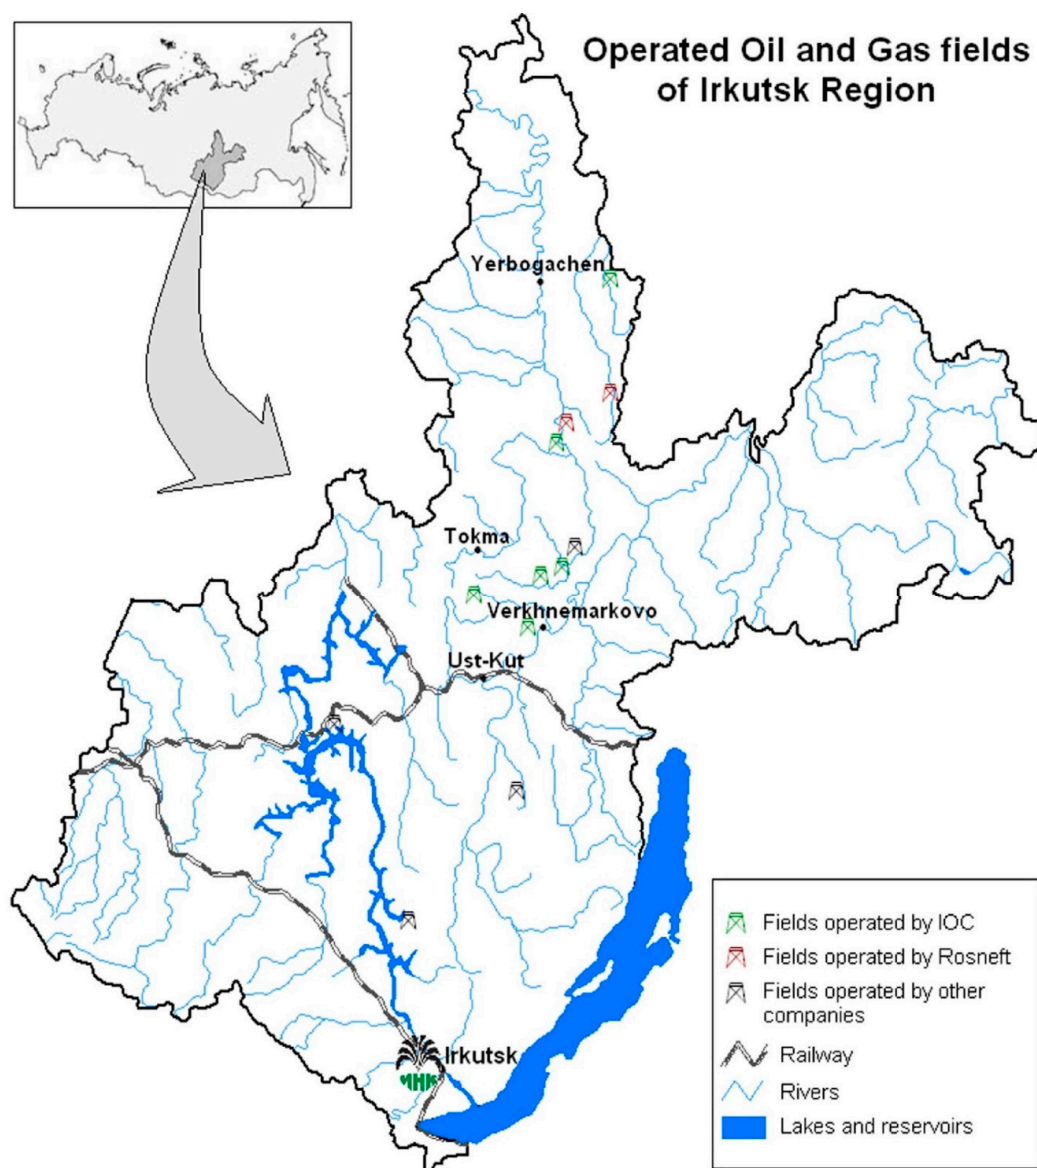 Operated Oil and Gas fields
of Irkutsk Region
Yerbogachen
Tokma
Verkhnemarkovo
Ust-Kut
Irkutsk
ИНК
Fields operated by IOC
Fields operated by Rosneft
Fields operated by other
companies
Railway
Rivers
Lakes and reservoirs